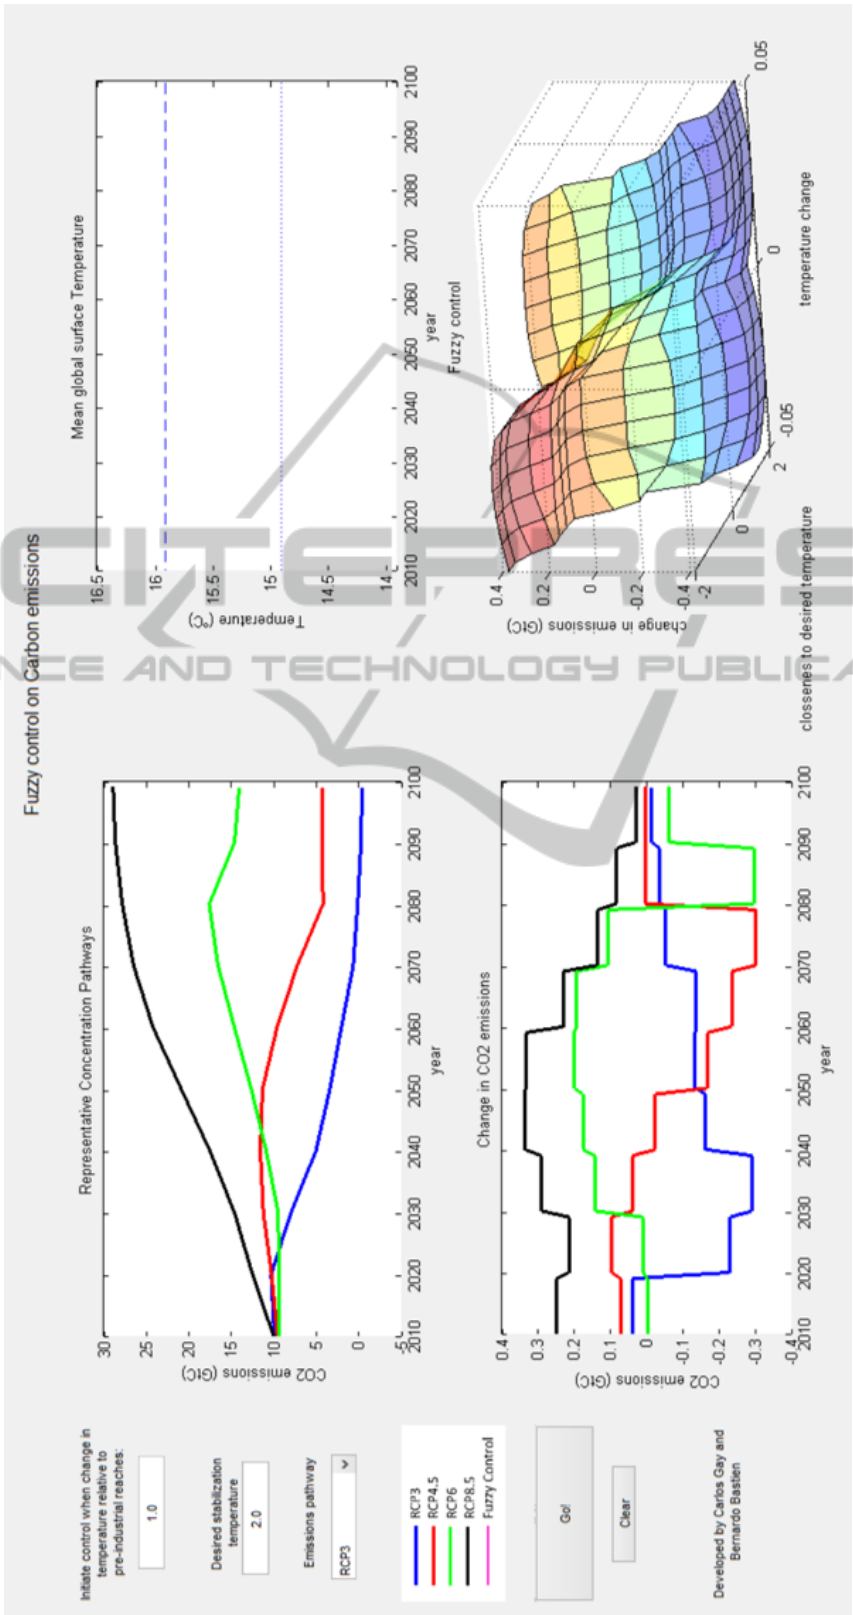 Fuzzy control on Carbon emissions
Initiate control when change in
temperature relative to
pre-industrial reaches:
1.0
Desired stabilization
temperature
2.0
Emissions pathway
RCP3
RCP3
RCP4.5
RCP6
RCP8.5
Fuzzy Control
Go!
Clear
Developed by Carlos Gay and
Bernardo Bastien
Representative Concentration Pathways
CO2 emissions (GtC)
30
25
20
15
10
5
0
-5
2010 2020 2030 2040 2050 2060 2070 2080 2090 2100
year
Change in CO2 emissions
CO2 emissions (GtC)
0.4
0.3
0.2
0.1
0
-0.1
-0.2
-0.3
-0.4
2010 2020 2030 2040 2050 2060 2070 2080 2090 2100
year
Mean global surface Temperature
Temperature (ºC)
16.5
16
15.5
15
14.5
14
2010 2020 2030 2040 2050 2060 2070 2080 2090 2100
year
Fuzzy control
change in emissions (GtC)
0.4
0.2
0
-0.2
-0.4
-2
0
2
-0.05
0
0.05
clossenes to desired temperature
temperature change
CITEPRES
NCE AND TECHNOLOGY PUBLICA